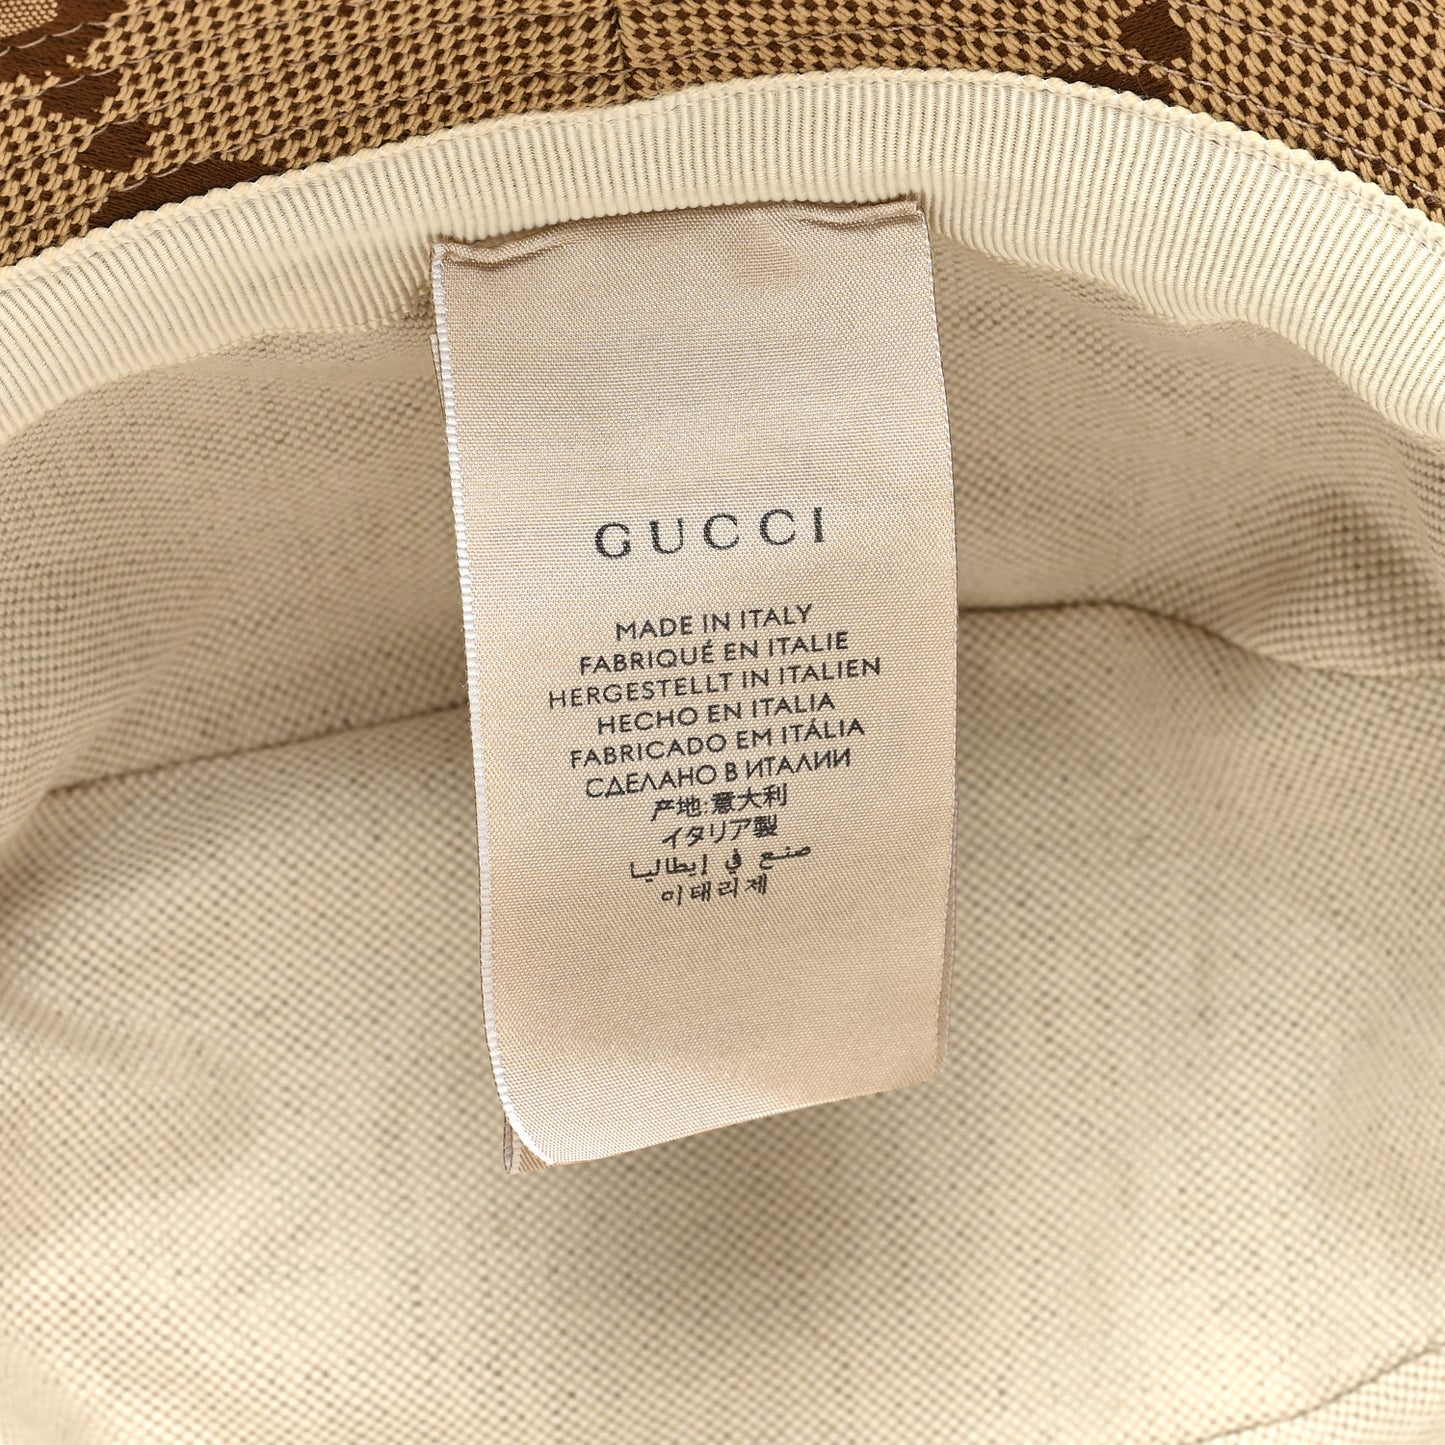 GUCCI
MADE IN ITALY
FABRIQUÉ EN ITALIE
HERGESTELLT IN ITALIEN
HECHO EN ITALIA
FABRICADO EM ITÁLIA
СДЕЛАНО В ИТАЛИИ
产地:意大利
イタリア製
صنع في إيطاليا
이태리제